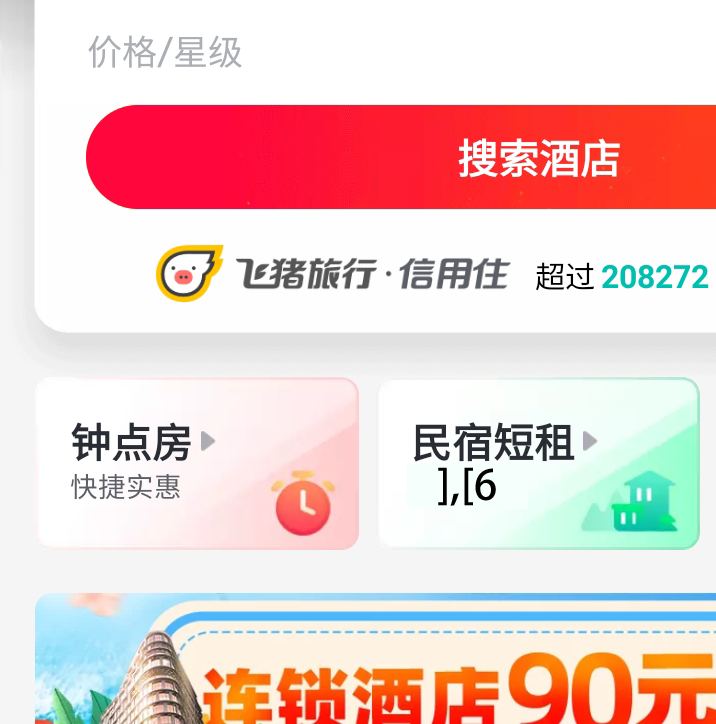 价格/星级
搜索酒店
飞猪旅行·信用住 超过 208272
钟点房
快捷实惠
民宿短租
],[6
连锁酒店90元